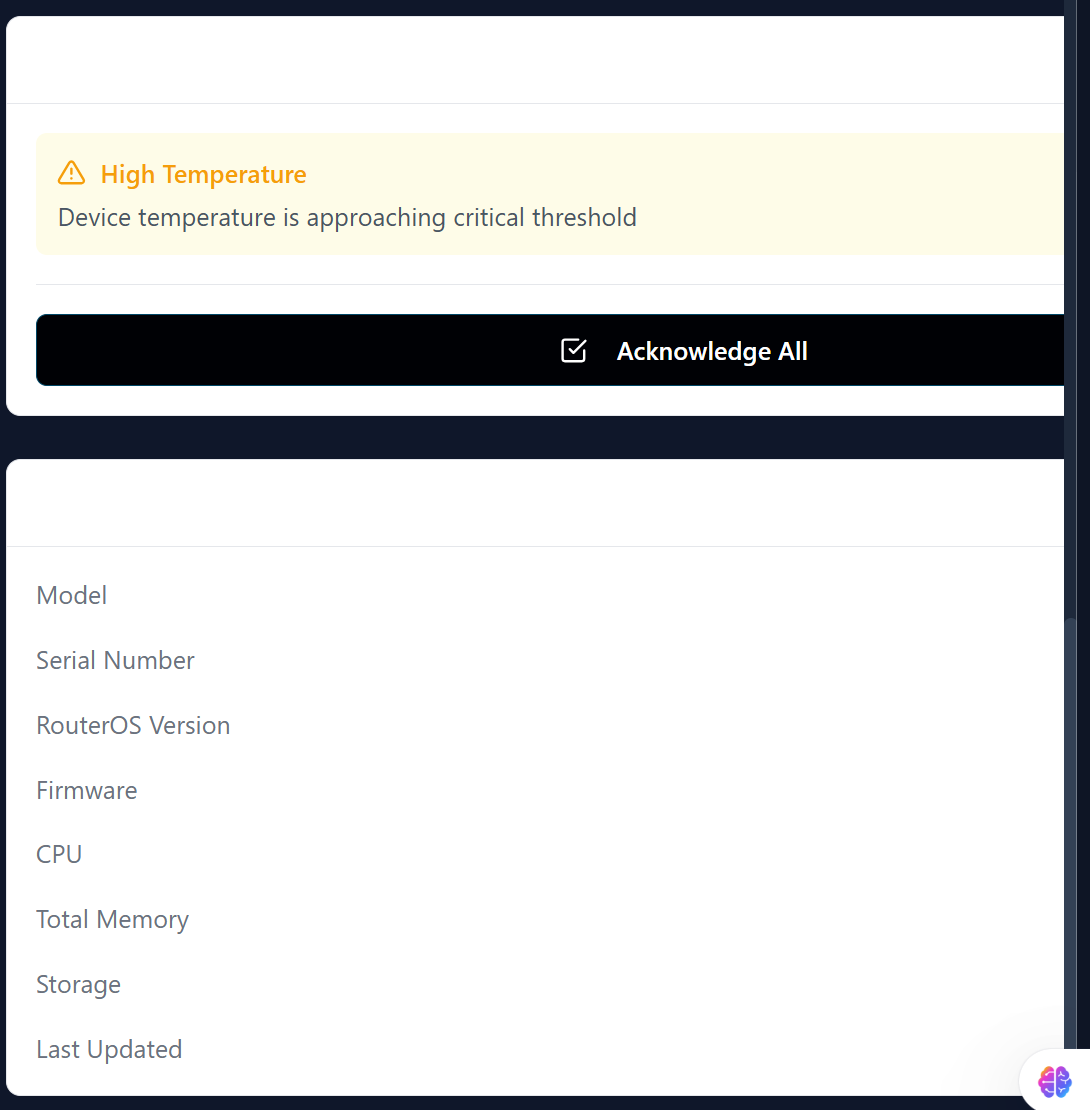 High Temperature
Device temperature is approaching critical threshold
Acknowledge All
Model
Serial Number
RouterOS Version
Firmware
CPU
Total Memory
Storage
Last Updated